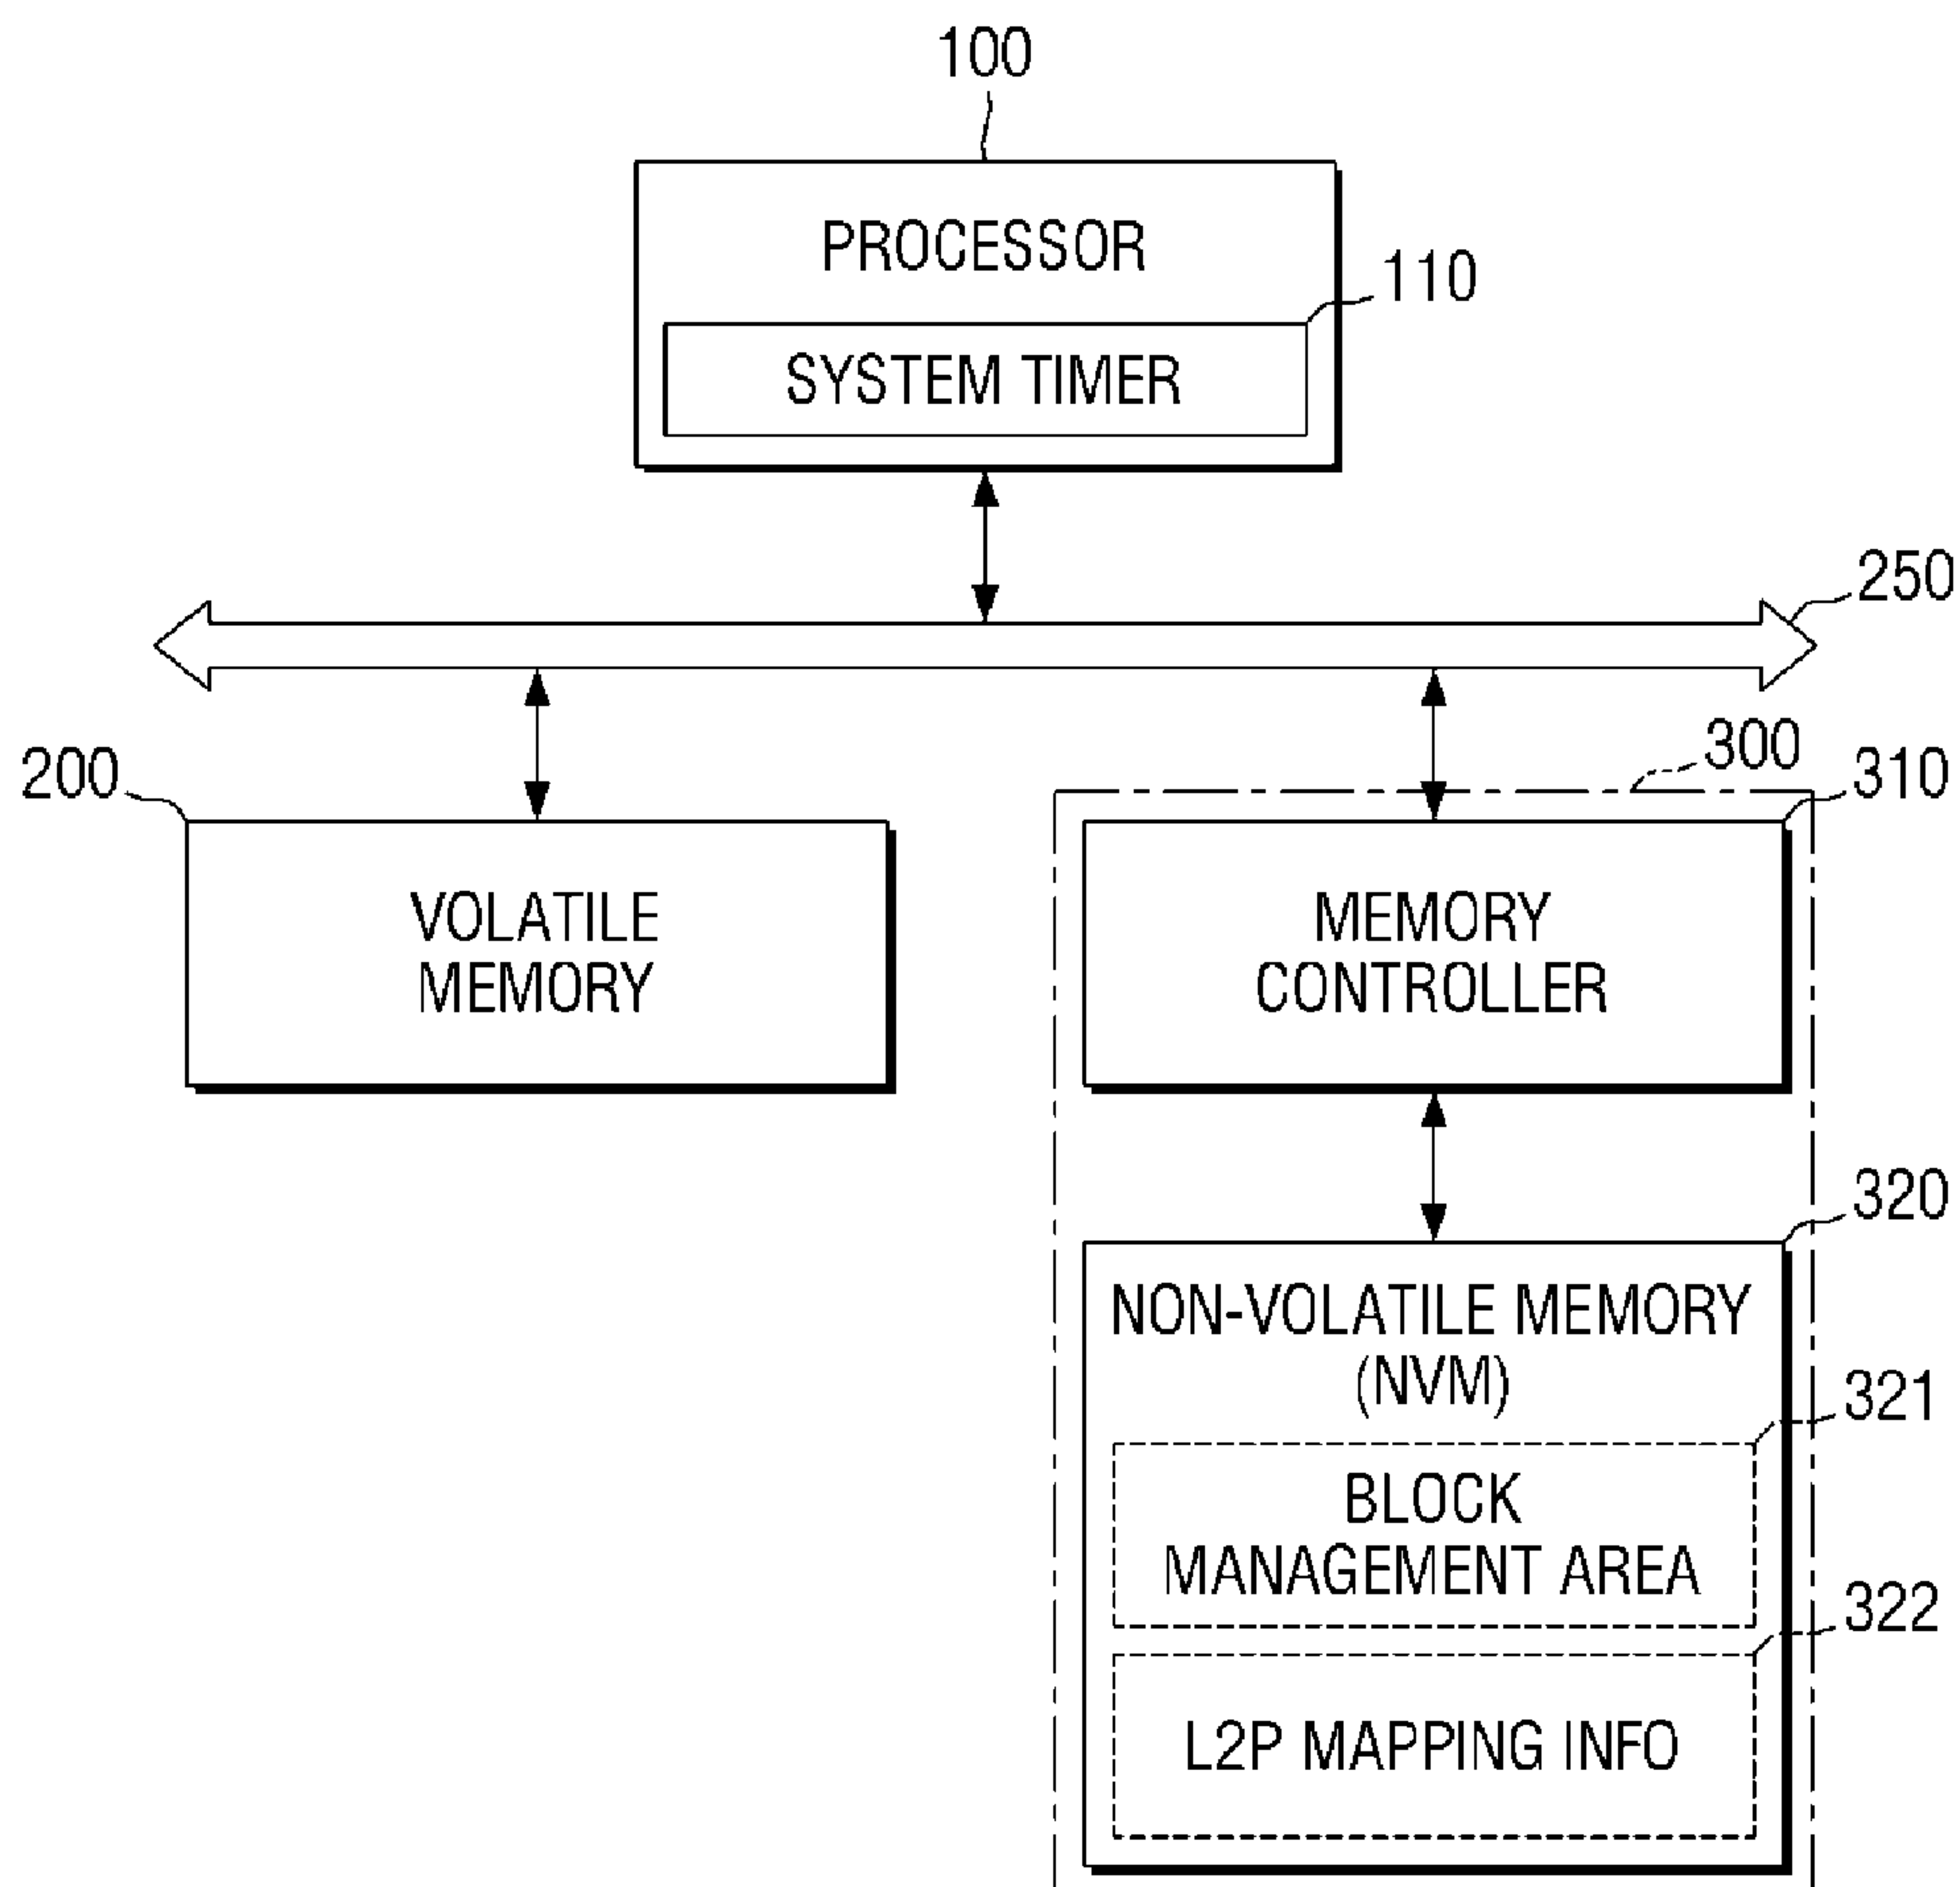 100
PROCESSOR
110
SYSTEM TIMER
250
300
200
310
VOLATILE
MEMORY
MEMORY
CONTROLLER
320
NON-VOLATILE MEMORY
(NVM)
321
BLOCK
MANAGEMENT AREA
322
L2P MAPPING INFO